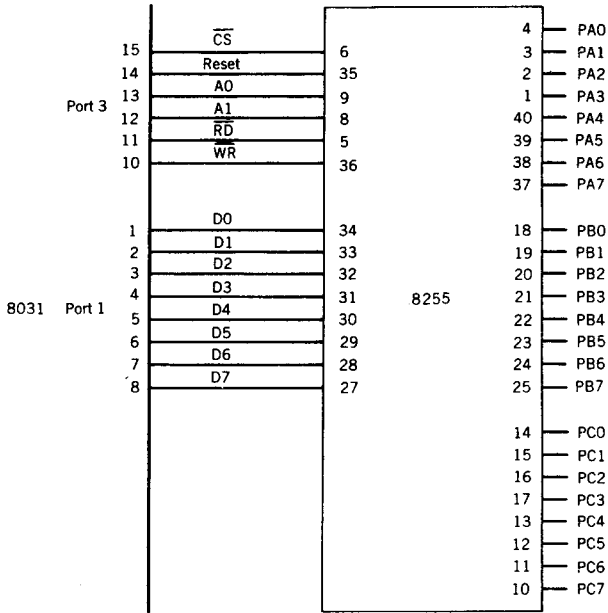 4 PA0
C̅S̅
15 6 3 PA1
Reset
14 35 2 PA2
A0
13 9 1 PA3
Port 3
A1
12 8 40 PA4
R̅D̅
11 5 39 PA5
W̅R̅
10 36 38 PA6
37 PA7
D0
1 34 18 PB0
D1
2 33 19 PB1
D2
3 32 20 PB2
D3
4 31 21 PB3
8031 Port 1 8255
D4
5 30 22 PB4
D5
6 29 23 PB5
D6
7 28 24 PB6
D7
8 27 25 PB7
14 PC0
15 PC1
16 PC2
17 PC3
13 PC4
12 PC5
11 PC6
10 PC7